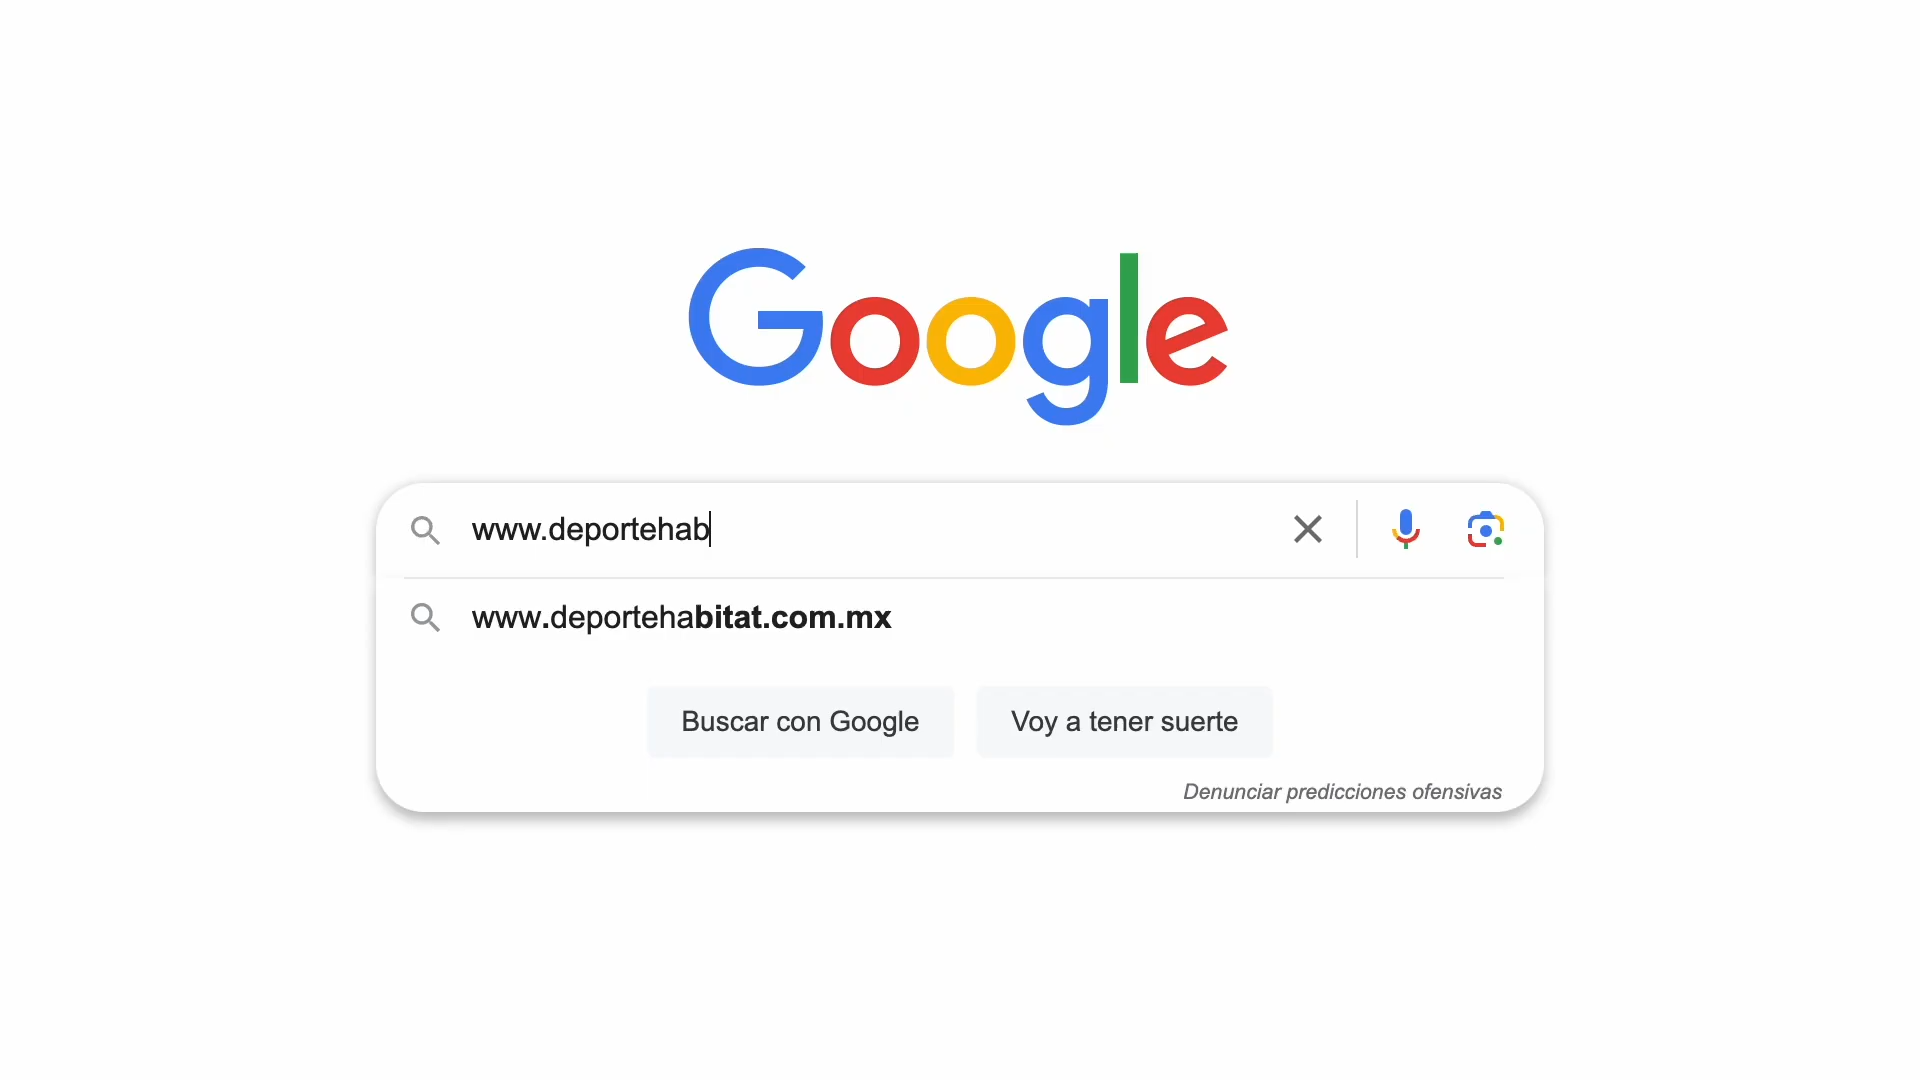 Google
www.deportehab
www.deportehabitat.com.mx
Buscar con Google
Voy a tener suerte
Denunciar predicciones ofensivas